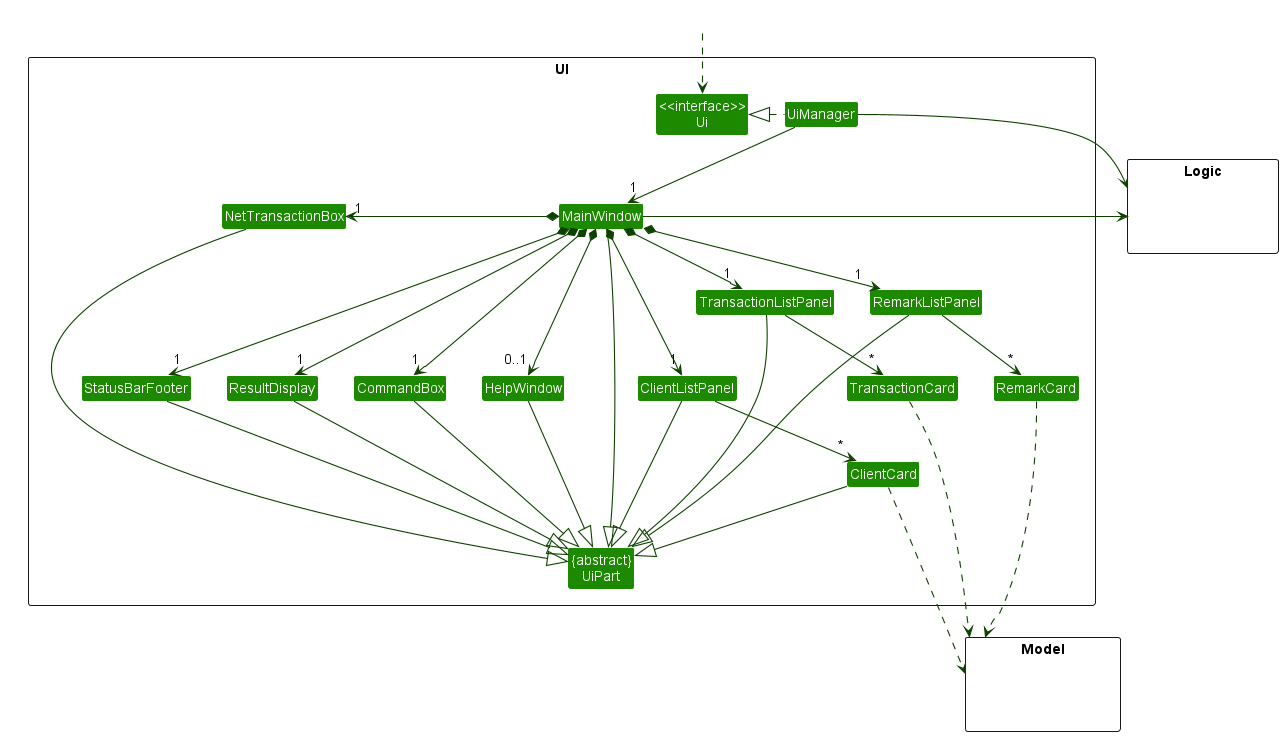 UI
<<interface>>
Ui
UiManager
Logic
1
NetTransactionBox
1
MainWindow
1
1
TransactionListPanel
RemarkListPanel
1
1
1
0..1
1
*
*
StatusBarFooter
ResultDisplay
CommandBox
HelpWindow
ClientListPanel
TransactionCard
RemarkCard
*
ClientCard
{abstract}
UiPart
Model